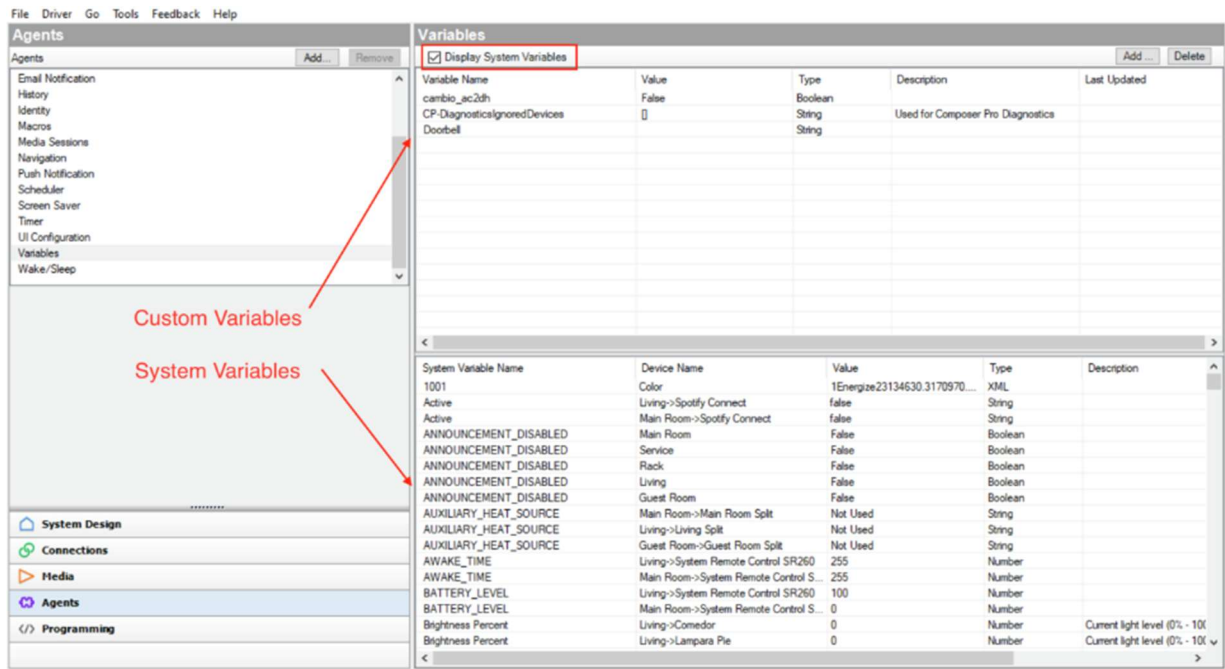 File Driver Go Tools Feedback Help
Agents
Agents Add... Remove
Email Notification
History
Identity
Macros
Media Sessions
Navigation
Push Notification
Scheduler
Screen Saver
Timer
UI Configuration
Variables
Wake/Sleep
Custom Variables
System Variables
System Design
Connections
Media
Agents
Programming
Variables
Display System Variables Add ... Delete
Variable Name Value Type Description Last Updated
cambio_ac2dh False Boolean
CP-DiagnosticsIgnoredDevices [] String Used for Composer Pro Diagnostics
Doorbell String
System Variable Name Device Name Value Type Description
1001 Color 1Energize23134630.3170970.... XML
Active Living->Spotify Connect false String
Active Main Room->Spotify Connect false String
ANNOUNCEMENT_DISABLED Main Room False Boolean
ANNOUNCEMENT_DISABLED Service False Boolean
ANNOUNCEMENT_DISABLED Rack False Boolean
ANNOUNCEMENT_DISABLED Living False Boolean
ANNOUNCEMENT_DISABLED Guest Room False Boolean
AUXILIARY_HEAT_SOURCE Main Room->Main Room Split Not Used String
AUXILIARY_HEAT_SOURCE Living->Living Split Not Used String
AUXILIARY_HEAT_SOURCE Guest Room->Guest Room Split Not Used String
AWAKE_TIME Living->System Remote Control SR260 255 Number
AWAKE_TIME Main Room->System Remote Control S... 255 Number
BATTERY_LEVEL Living->System Remote Control SR260 100 Number
BATTERY_LEVEL Main Room->System Remote Control S... 0 Number
Brightness Percent Living->Comedor 0 Number Current light level (0% - 100
Brightness Percent Living->Lampara Pie 0 Number Current light level (0% - 100